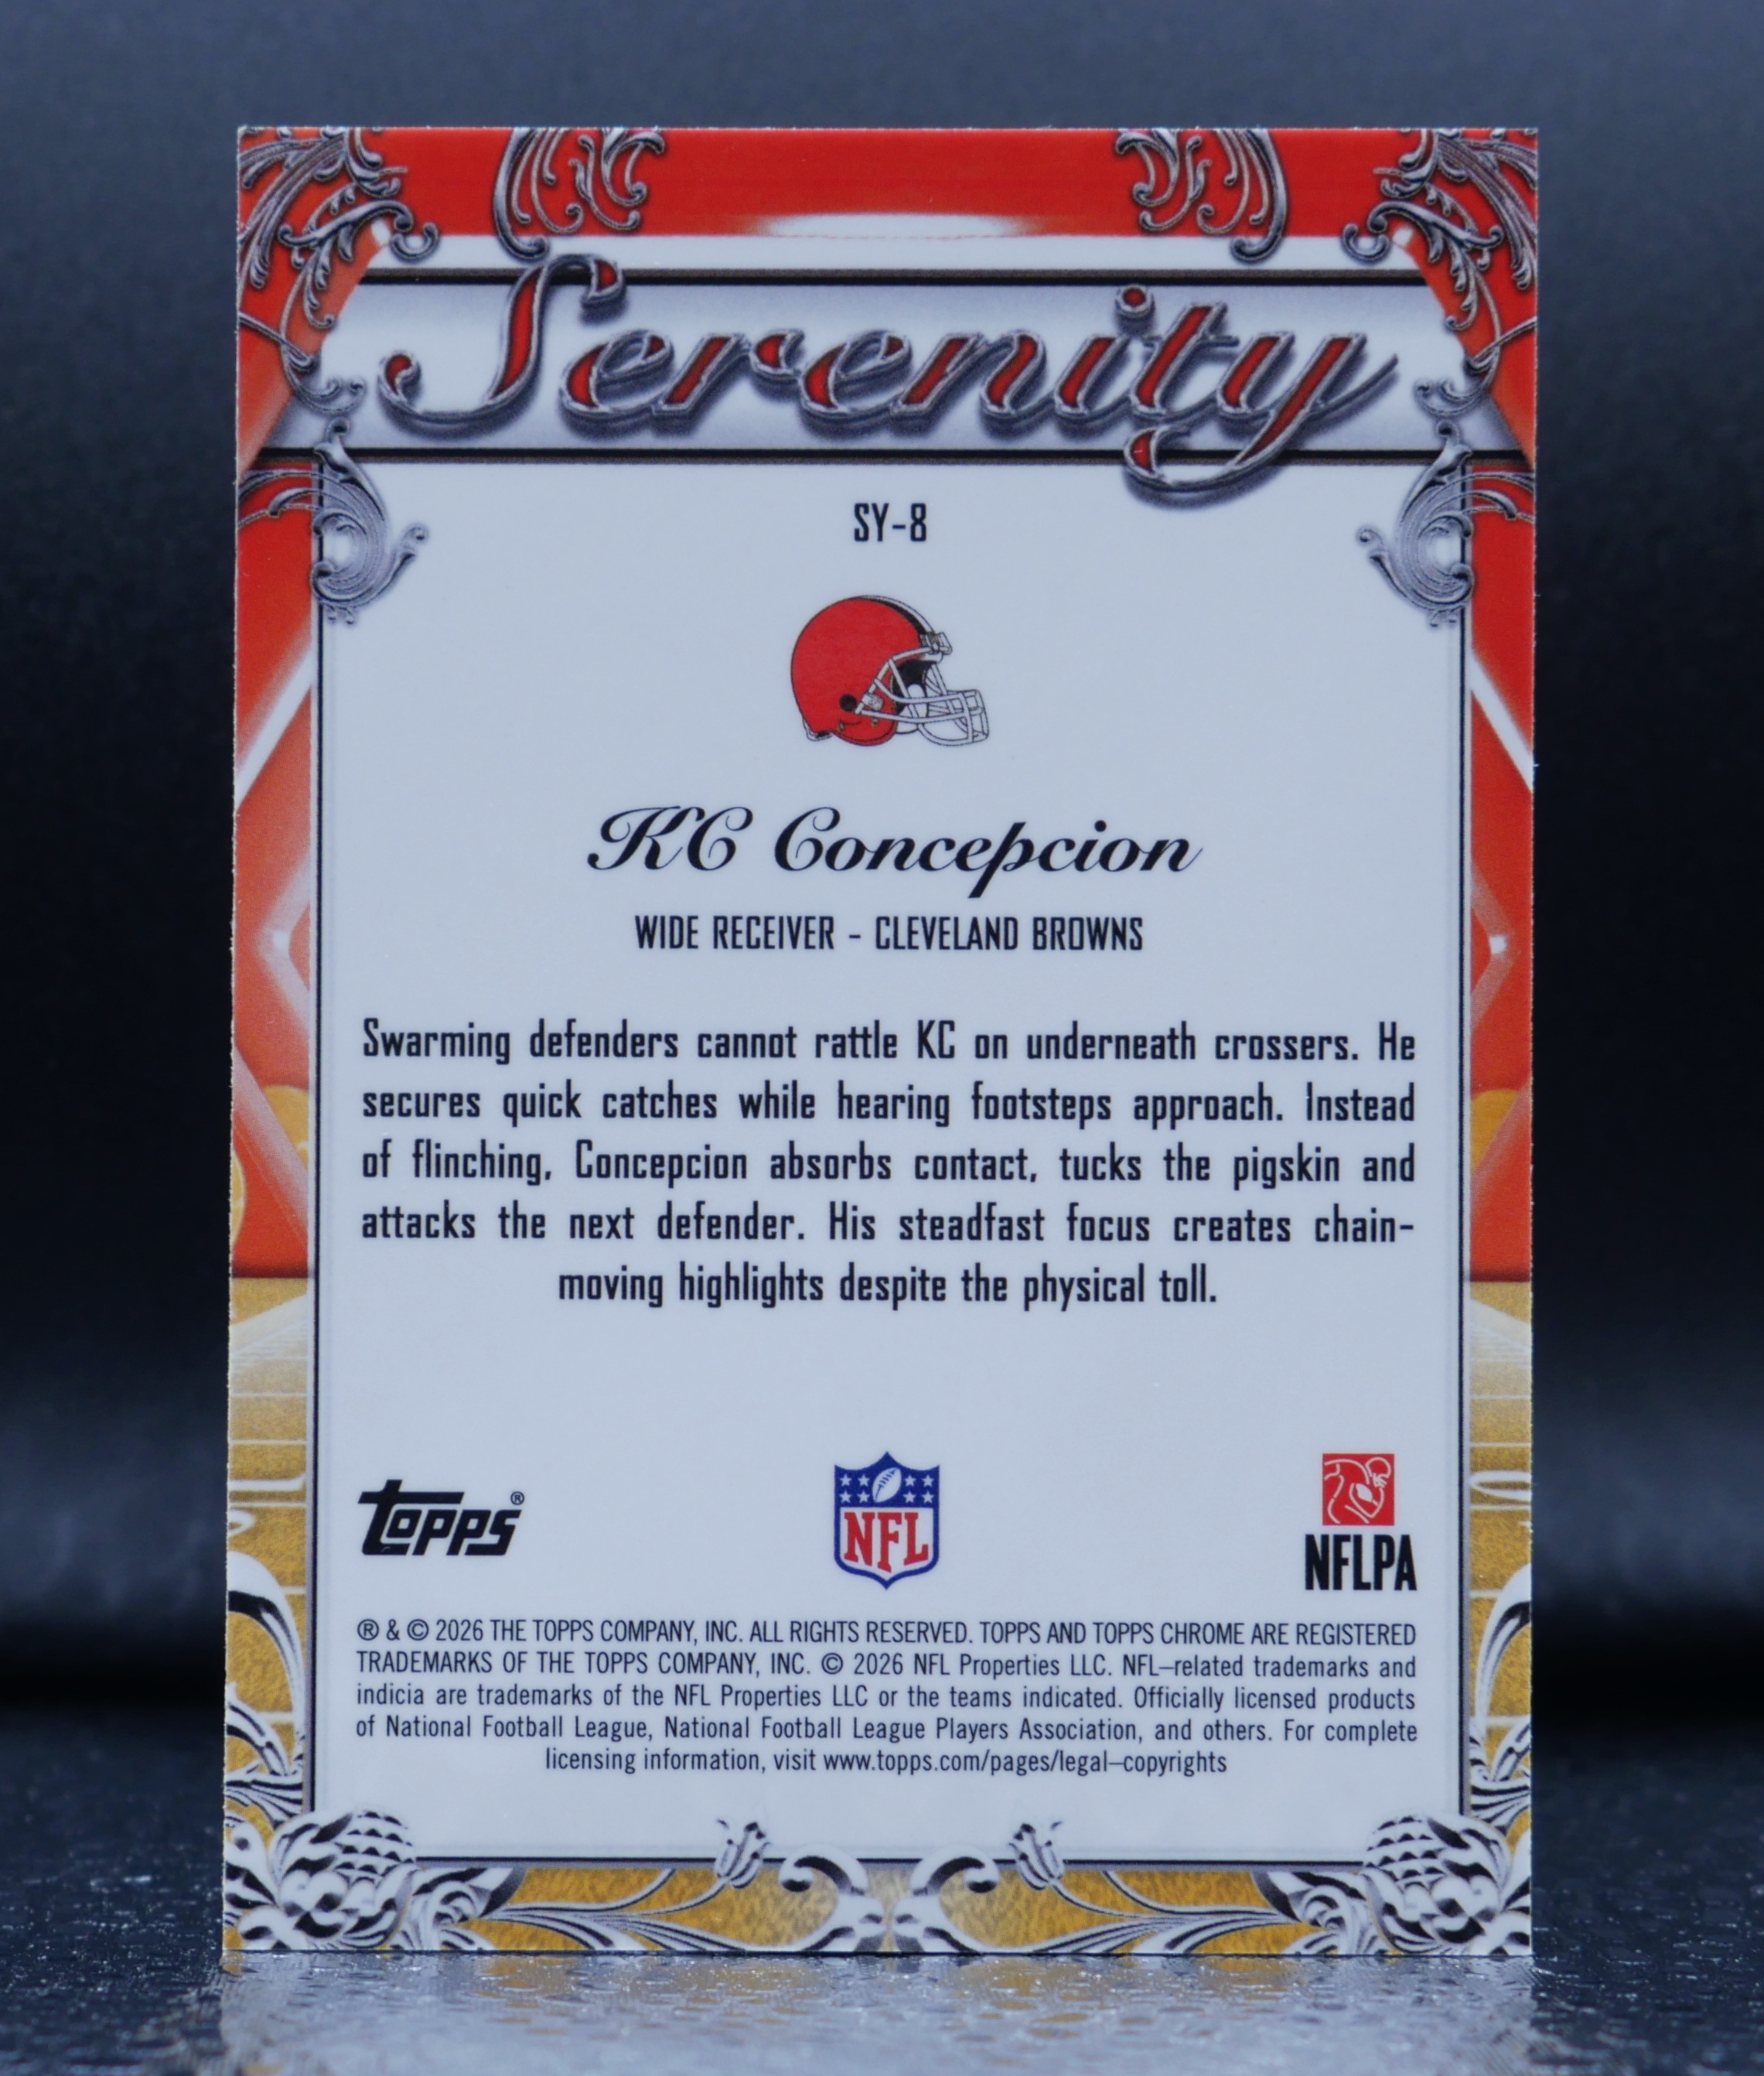 Serenity
SY-8
KC Concepcion
WIDE RECEIVER - CLEVELAND BROWNS
Swarming defenders cannot rattle KC on underneath crossers. He
secures quick catches while hearing footsteps approach. Instead
of flinching, Concepcion absorbs contact, tucks the pigskin and
attacks the next defender. His steadfast focus creates chain-
moving highlights despite the physical toll.
topps®
NFL
NFLPA
® & © 2026 THE TOPPS COMPANY, INC. ALL RIGHTS RESERVED. TOPPS AND TOPPS CHROME ARE REGISTERED
TRADEMARKS OF THE TOPPS COMPANY, INC. © 2026 NFL Properties LLC. NFL–related trademarks and
indicia are trademarks of the NFL Properties LLC or the teams indicated. Officially licensed products
of National Football League, National Football League Players Association, and others. For complete
licensing information, visit www.topps.com/pages/legal–copyrights